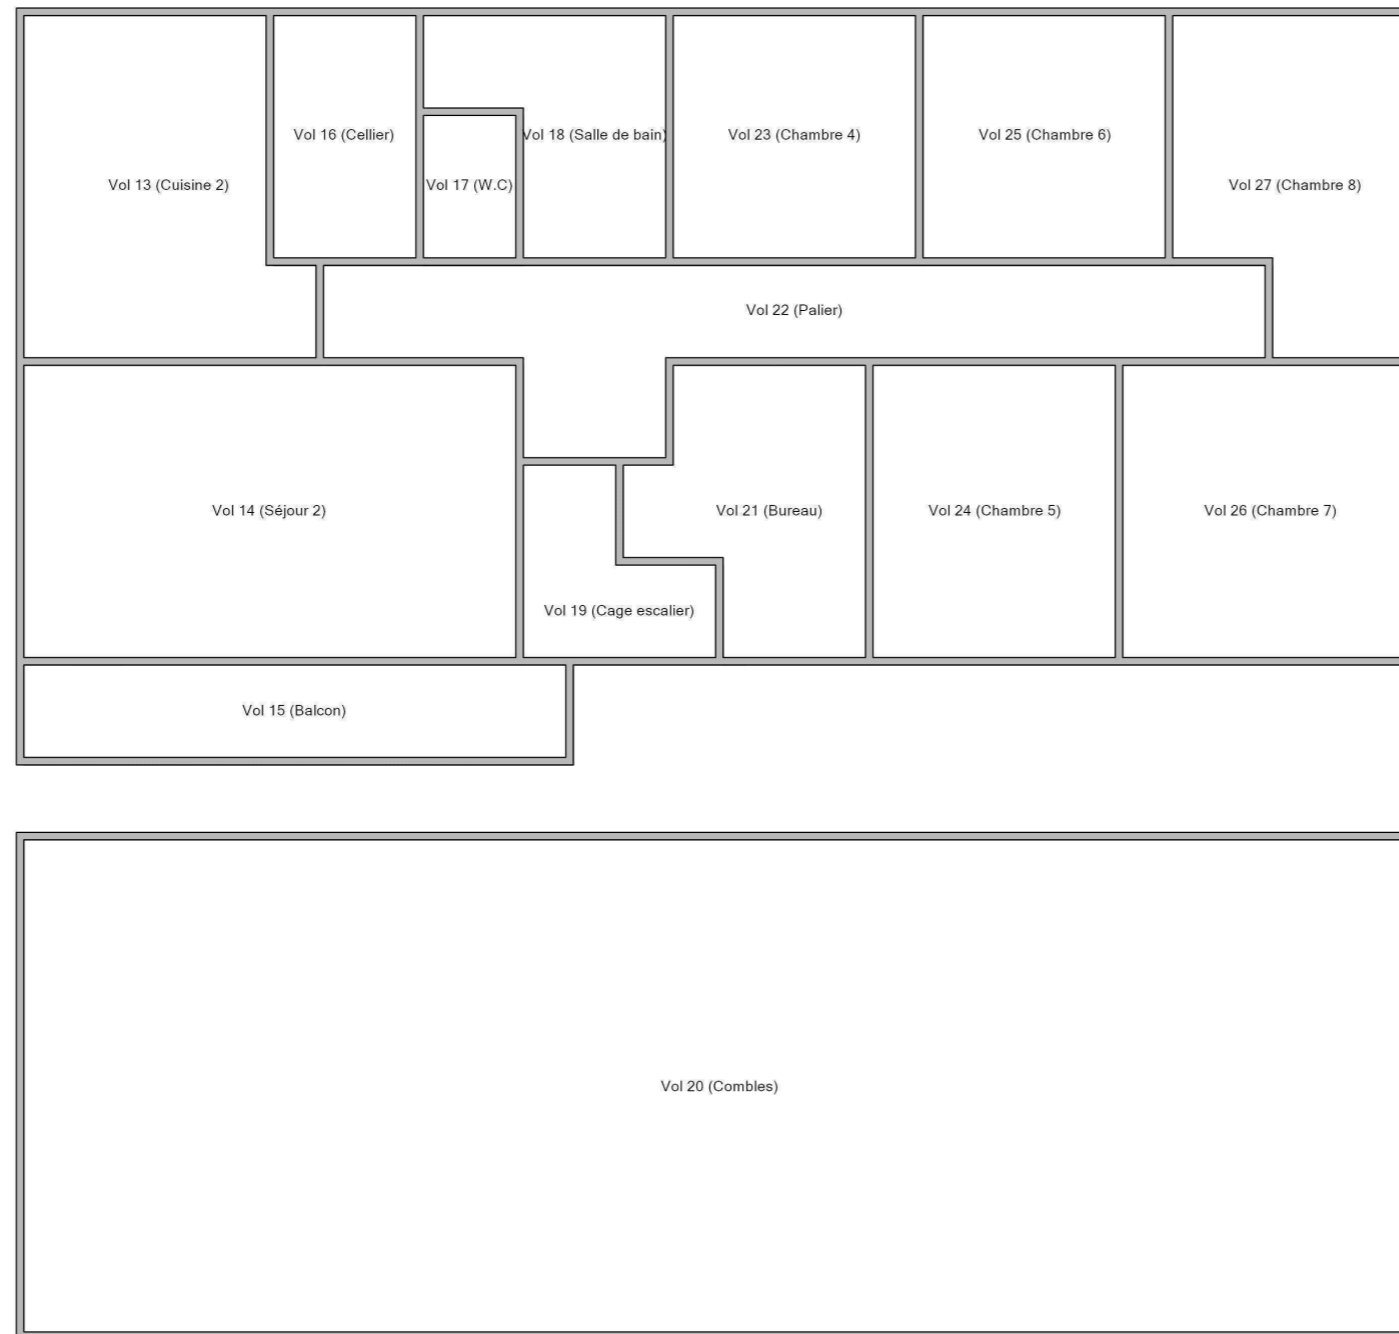 Vol 16 (Cellier)
Vol 18 (Salle de bain)
Vol 23 (Chambre 4)
Vol 25 (Chambre 6)
Vol 13 (Cuisine 2)
Vol 17 (W.C)
Vol 27 (Chambre 8)
Vol 22 (Palier)
Vol 14 (Séjour 2)
Vol 21 (Bureau)
Vol 24 (Chambre 5)
Vol 26 (Chambre 7)
Vol 19 (Cage escalier)
Vol 15 (Balcon)
Vol 20 (Combles)